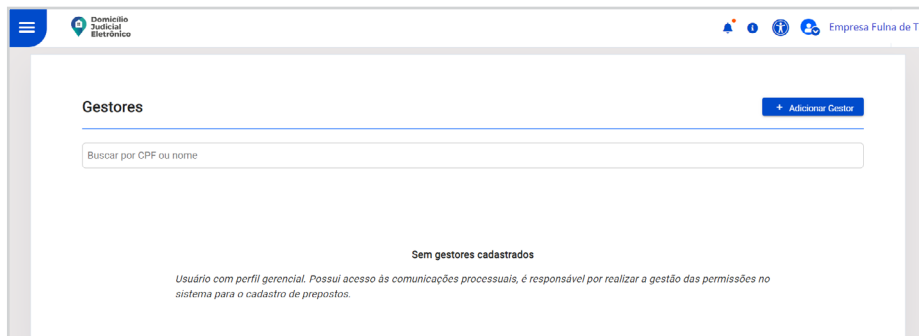 Domicílio
Judicial
Eletrônico
Empresa Fulna de T
Gestores
+ Adicionar Gestor
Buscar por CPF ou nome
Sem gestores cadastrados
Usuário com perfil gerencial. Possui acesso às comunicações processuais, é responsável por realizar a gestão das permissões no
sistema para o cadastro de prepostos.